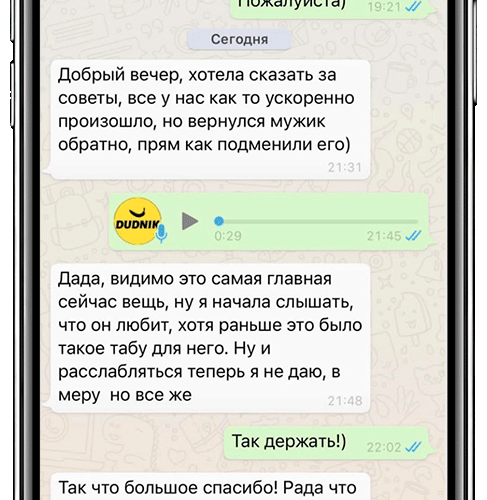 Пожалуйста)
19:21
Сегодня
Добрый вечер, хотела сказать за
советы, все у нас как то ускоренно
произошло, но вернулся мужик
обратно, прям как подменили его)
21:31
DUDNIK
0:29
21:45
Дада, видимо это самая главная
сейчас вещь, ну я начала слышать,
что он любит, хотя раньше это было
такое табу для него. Ну и
расслабляться теперь я не даю, в
меру но все же
21:48
Так держать!)
22:02
Так что большое спасибо! Рада что